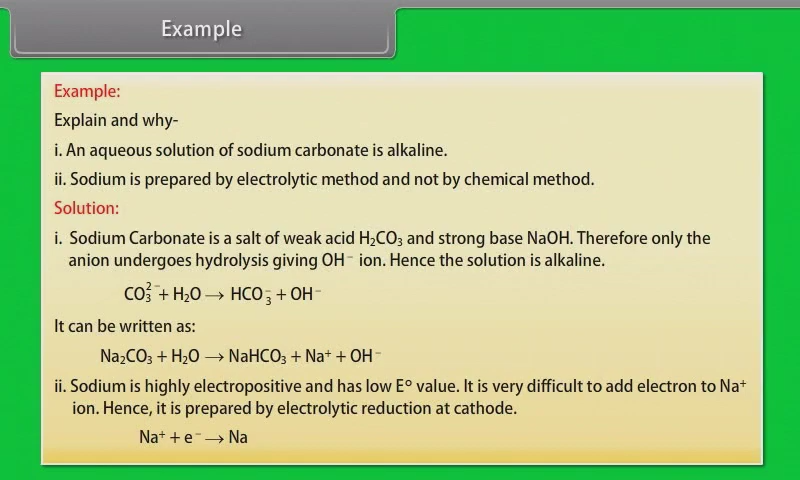 Example
Example:
Explain and why-
i. An aqueous solution of sodium carbonate is alkaline.
ii. Sodium is prepared by electrolytic method and not by chemical method.
Solution:
i. Sodium Carbonate is a salt of weak acid H₂CO₃ and strong base NaOH. Therefore only the
anion undergoes hydrolysis giving OH⁻ ion. Hence the solution is alkaline.
CO₃²⁻ + H₂O → HCO₃⁻ + OH⁻
It can be written as:
Na₂CO₃ + H₂O → NaHCO₃ + Na⁺ + OH⁻
ii. Sodium is highly electropositive and has low Eº value. It is very difficult to add electron to Na⁺
ion. Hence, it is prepared by electrolytic reduction at cathode.
Na⁺ + e⁻ → Na